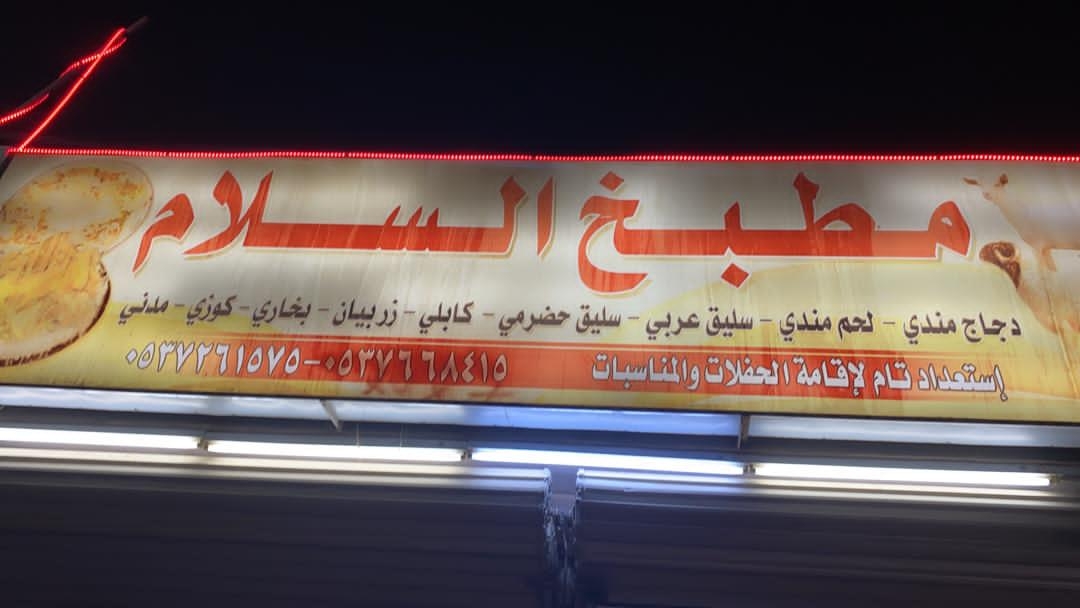 مطبخ السلام
دجاج مندي - لحم مندي - سليق عربي - سليق حضرمي - كابلي - زربيان - بخاري - كوزي - مدني
إستعداد تام لإقامة الحفلات والمناسبات ٠٥٣٧٦٦٨٤١٥-٠٥٣٧٢٦١٥٧٥